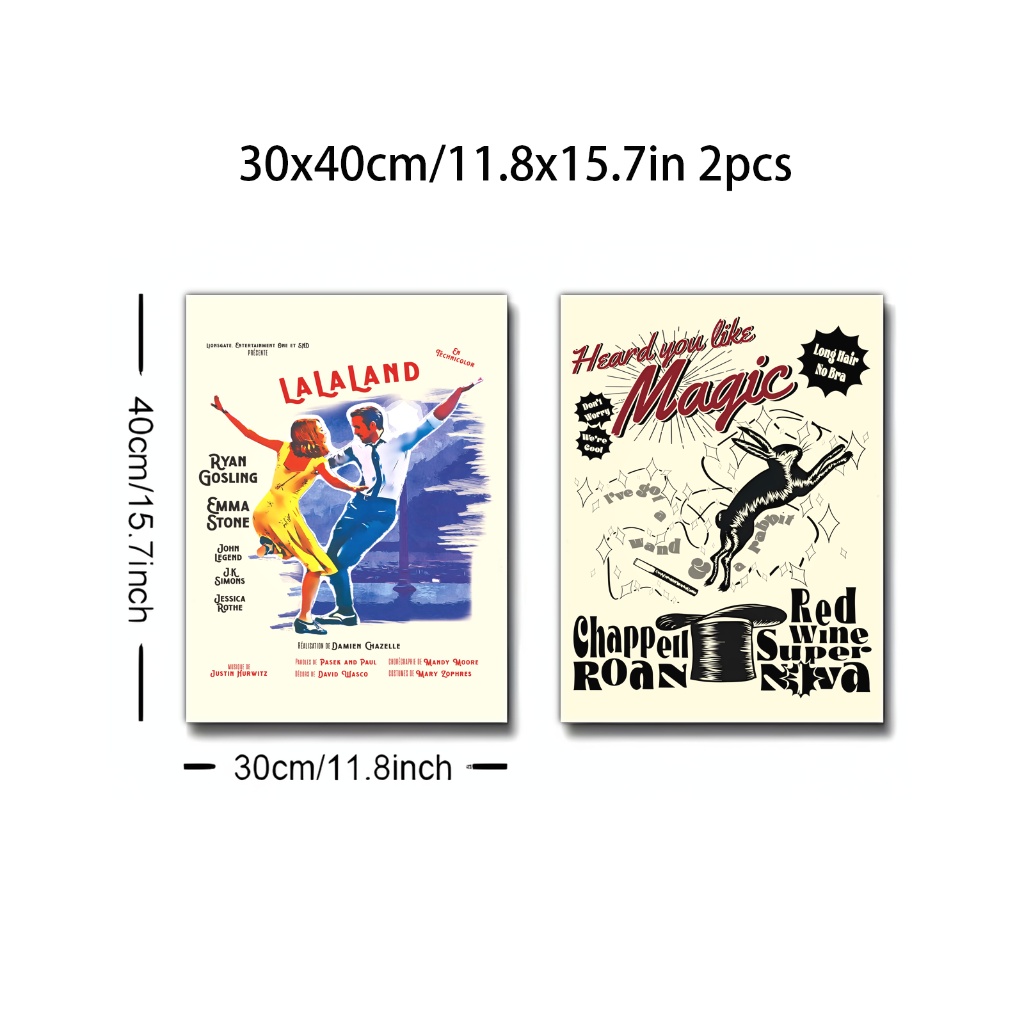 30x40cm/11.8x15.7in 2pcs
40cm/15.7inch
30cm/11.8inch
Lionsgate, Entertainment One et SND
présente
En
Technicolor
LALALAND
Ryan
Gosling
Emma
Stone
John
Legend
J.K.
Simons
Jessica
Rothe
Réalisation de Damien Chazelle
Musique de
Justin Hurwitz
Paroles de Pasek and Paul
Décors de David Wasco
Chorégraphie de Mandy Moore
Costumes de Mary Zophres
Heard you like
Magic
Long Hair
No Bra
Don't
Worry
We're
Cool
I've got
a
wand
&
a
rabbit
Chappell
ROAN
Red
Wine
Super
Nova